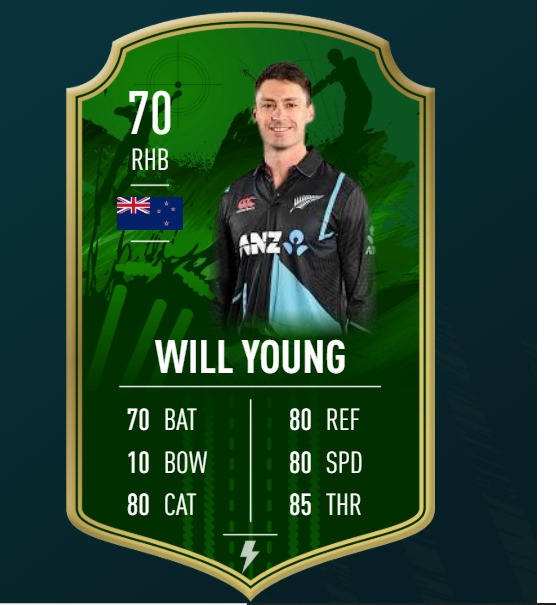 70
RHB
ANZ
WILL YOUNG
70 BAT 80 REF
10 BOW 80 SPD
80 CAT 85 THR